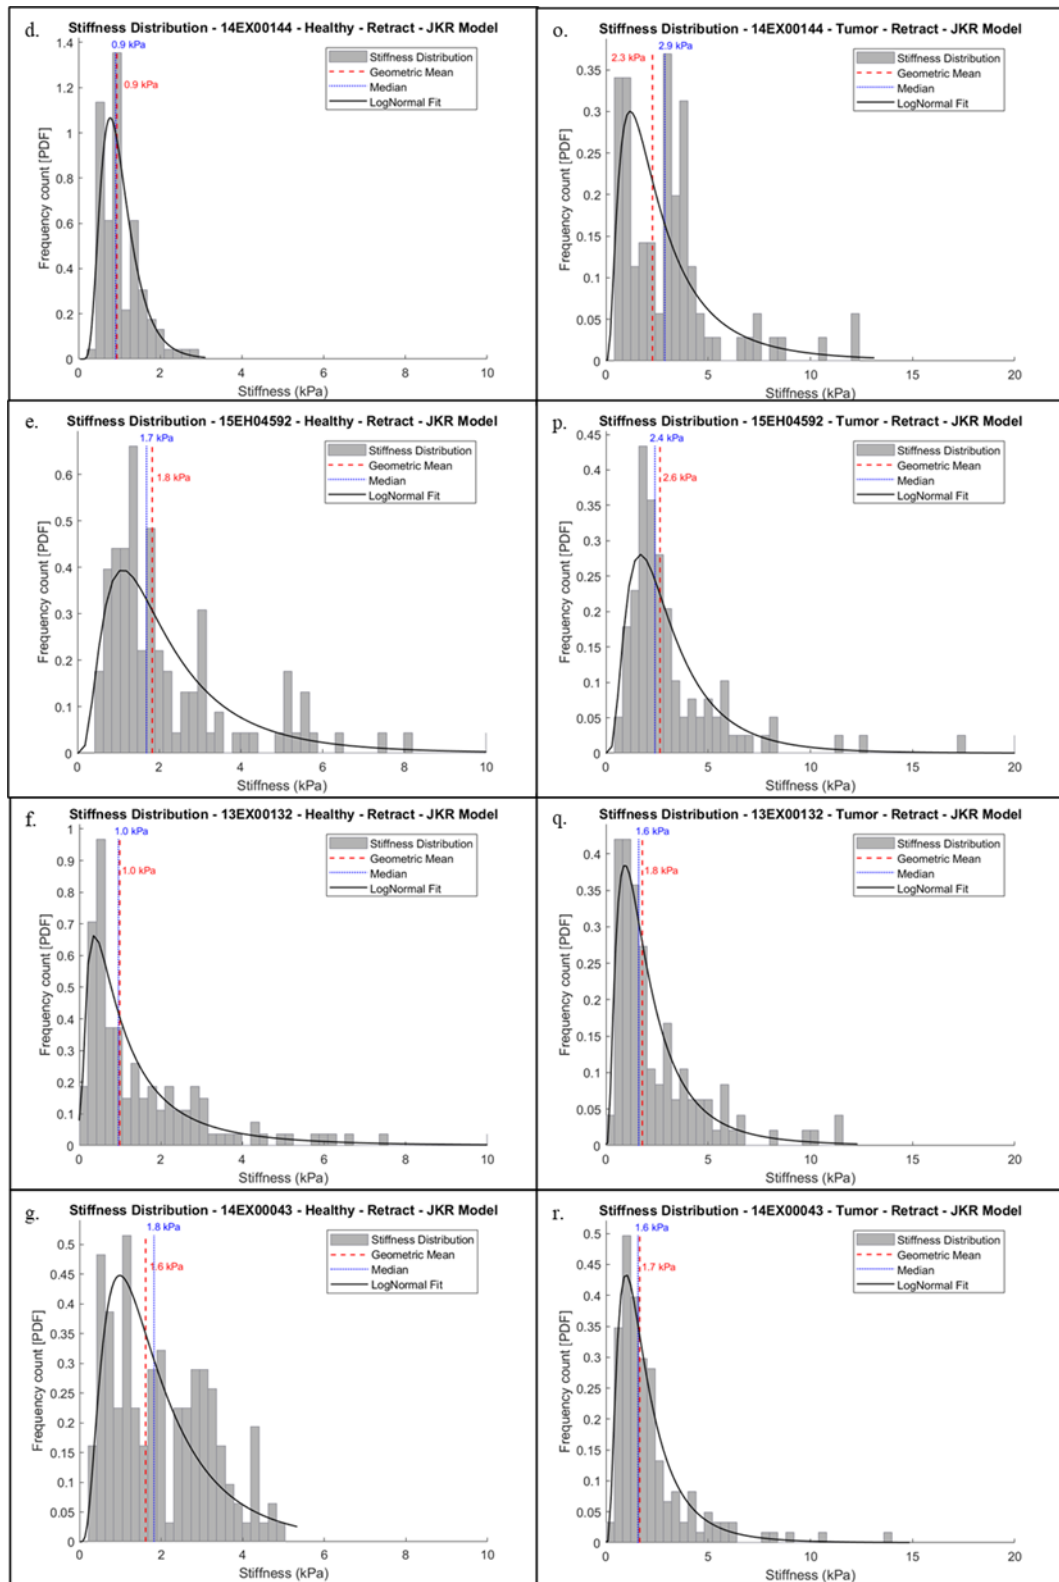 d.
Stiffness Distribution - 14EX00144 - Healthy - Retract - JKR Model
0.9 kPa
0.9 kPa
Stiffness Distribution
Geometric Mean
Median
LogNormal Fit
Frequency count [PDF]
1.4
1.2
1
0.8
0.6
0.4
0.2
0
0 2 4 6 8 10
Stiffness (kPa)
o.
Stiffness Distribution - 14EX00144 - Tumor - Retract - JKR Model
2.9 kPa
2.3 kPa
Stiffness Distribution
Geometric Mean
Median
LogNormal Fit
Frequency count [PDF]
0.35
0.3
0.25
0.2
0.15
0.1
0.05
0
0 5 10 15 20
Stiffness (kPa)
e.
Stiffness Distribution - 15EH04592 - Healthy - Retract - JKR Model
1.7 kPa
1.8 kPa
Stiffness Distribution
Geometric Mean
Median
LogNormal Fit
Frequency count [PDF]
0.6
0.5
0.4
0.3
0.2
0.1
0
0 2 4 6 8 10
Stiffness (kPa)
p.
Stiffness Distribution - 15EH04592 - Tumor - Retract - JKR Model
2.4 kPa
2.6 kPa
Stiffness Distribution
Geometric Mean
Median
LogNormal Fit
Frequency count [PDF]
0.45
0.4
0.35
0.3
0.25
0.2
0.15
0.1
0.05
0
0 5 10 15 20
Stiffness (kPa)
f.
Stiffness Distribution - 13EX00132 - Healthy - Retract - JKR Model
1.0 kPa
1.0 kPa
Stiffness Distribution
Geometric Mean
Median
LogNormal Fit
Frequency count [PDF]
1
0.9
0.8
0.7
0.6
0.5
0.4
0.3
0.2
0.1
0
0 2 4 6 8 10
Stiffness (kPa)
q.
Stiffness Distribution - 13EX00132 - Tumor - Retract - JKR Model
1.6 kPa
1.8 kPa
Stiffness Distribution
Geometric Mean
Median
LogNormal Fit
Frequency count [PDF]
0.4
0.35
0.3
0.25
0.2
0.15
0.1
0.05
0
0 5 10 15 20
Stiffness (kPa)
g.
Stiffness Distribution - 14EX00043 - Healthy - Retract - JKR Model
1.8 kPa
1.6 kPa
Stiffness Distribution
Geometric Mean
Median
LogNormal Fit
Frequency count [PDF]
0.5
0.45
0.4
0.35
0.3
0.25
0.2
0.15
0.1
0.05
0
0 2 4 6 8 10
Stiffness (kPa)
r.
Stiffness Distribution - 14EX00043 - Tumor - Retract - JKR Model
1.6 kPa
1.7 kPa
Stiffness Distribution
Geometric Mean
Median
LogNormal Fit
Frequency count [PDF]
0.5
0.45
0.4
0.35
0.3
0.25
0.2
0.15
0.1
0.05
0
0 5 10 15 20
Stiffness (kPa)